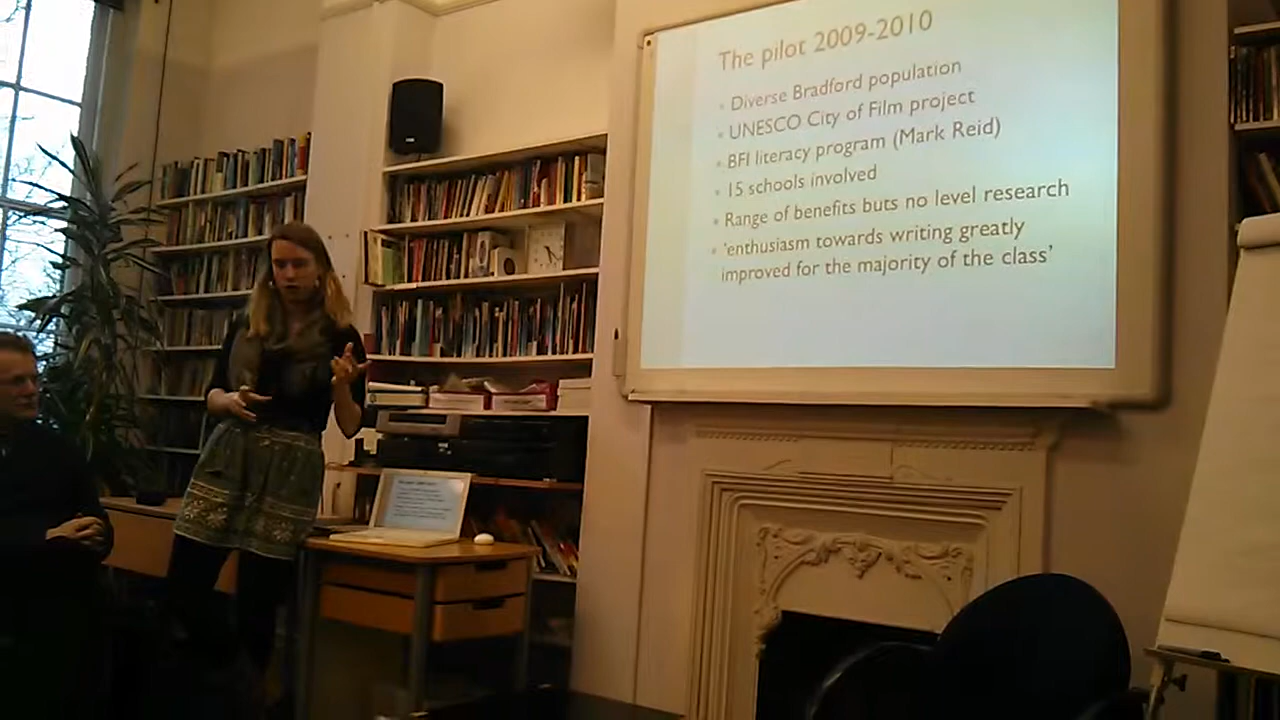 The pilot 2009-2010
• Diverse Bradford population
• UNESCO City of Film project
• BFI literacy program (Mark Reid)
• 15 schools involved
• Range of benefits buts no level research
• 'enthusiasm towards writing greatly
improved for the majority of the class'